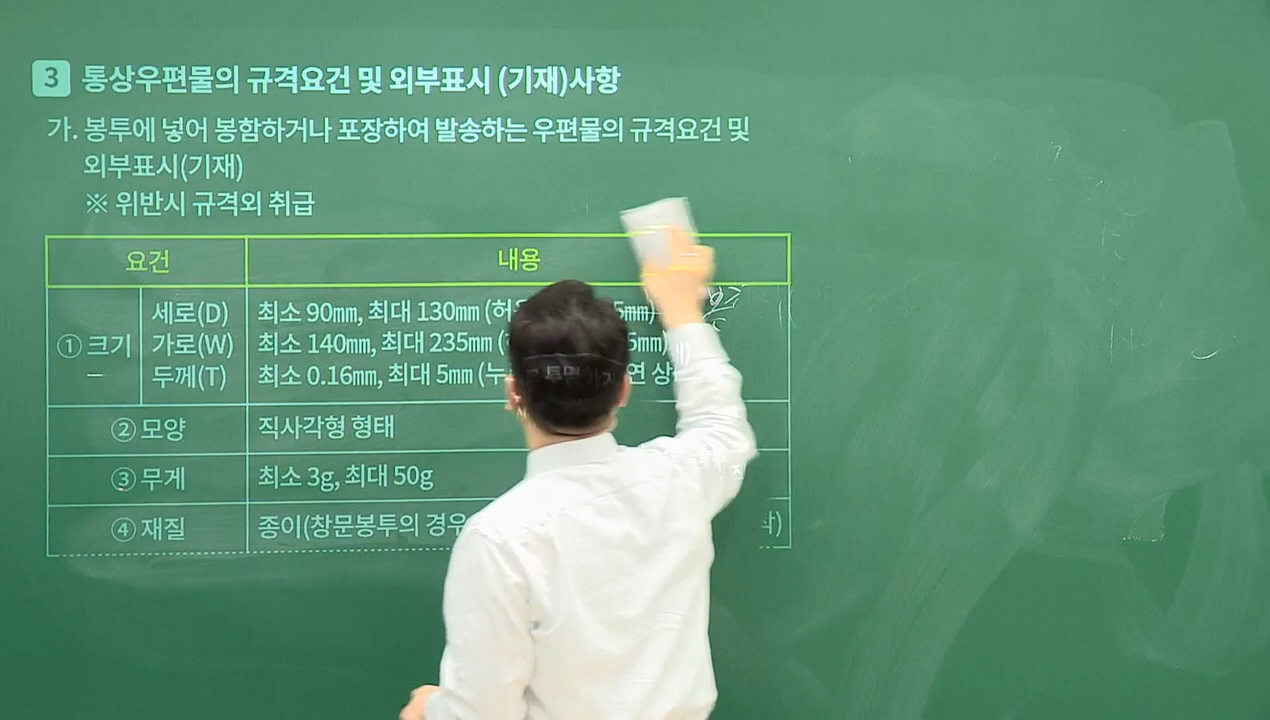 3 통상우편물의 규격요건 및 외부표시 (기재)사항
가. 봉투에 넣어 봉함하거나 포장하여 발송하는 우편물의 규격요건 및
외부표시(기재)
※ 위반시 규격외 취급
요건 내용
① 크기
세로(D) 최소 90㎜, 최대 130㎜
가로(W) 최소 140㎜, 최대 235㎜
두께(T) 최소 0.16㎜, 최대 5㎜
② 모양 직사각형 형태
③ 무게 최소 3g, 최대 50g
④ 재질 종이(창문봉투의 경우